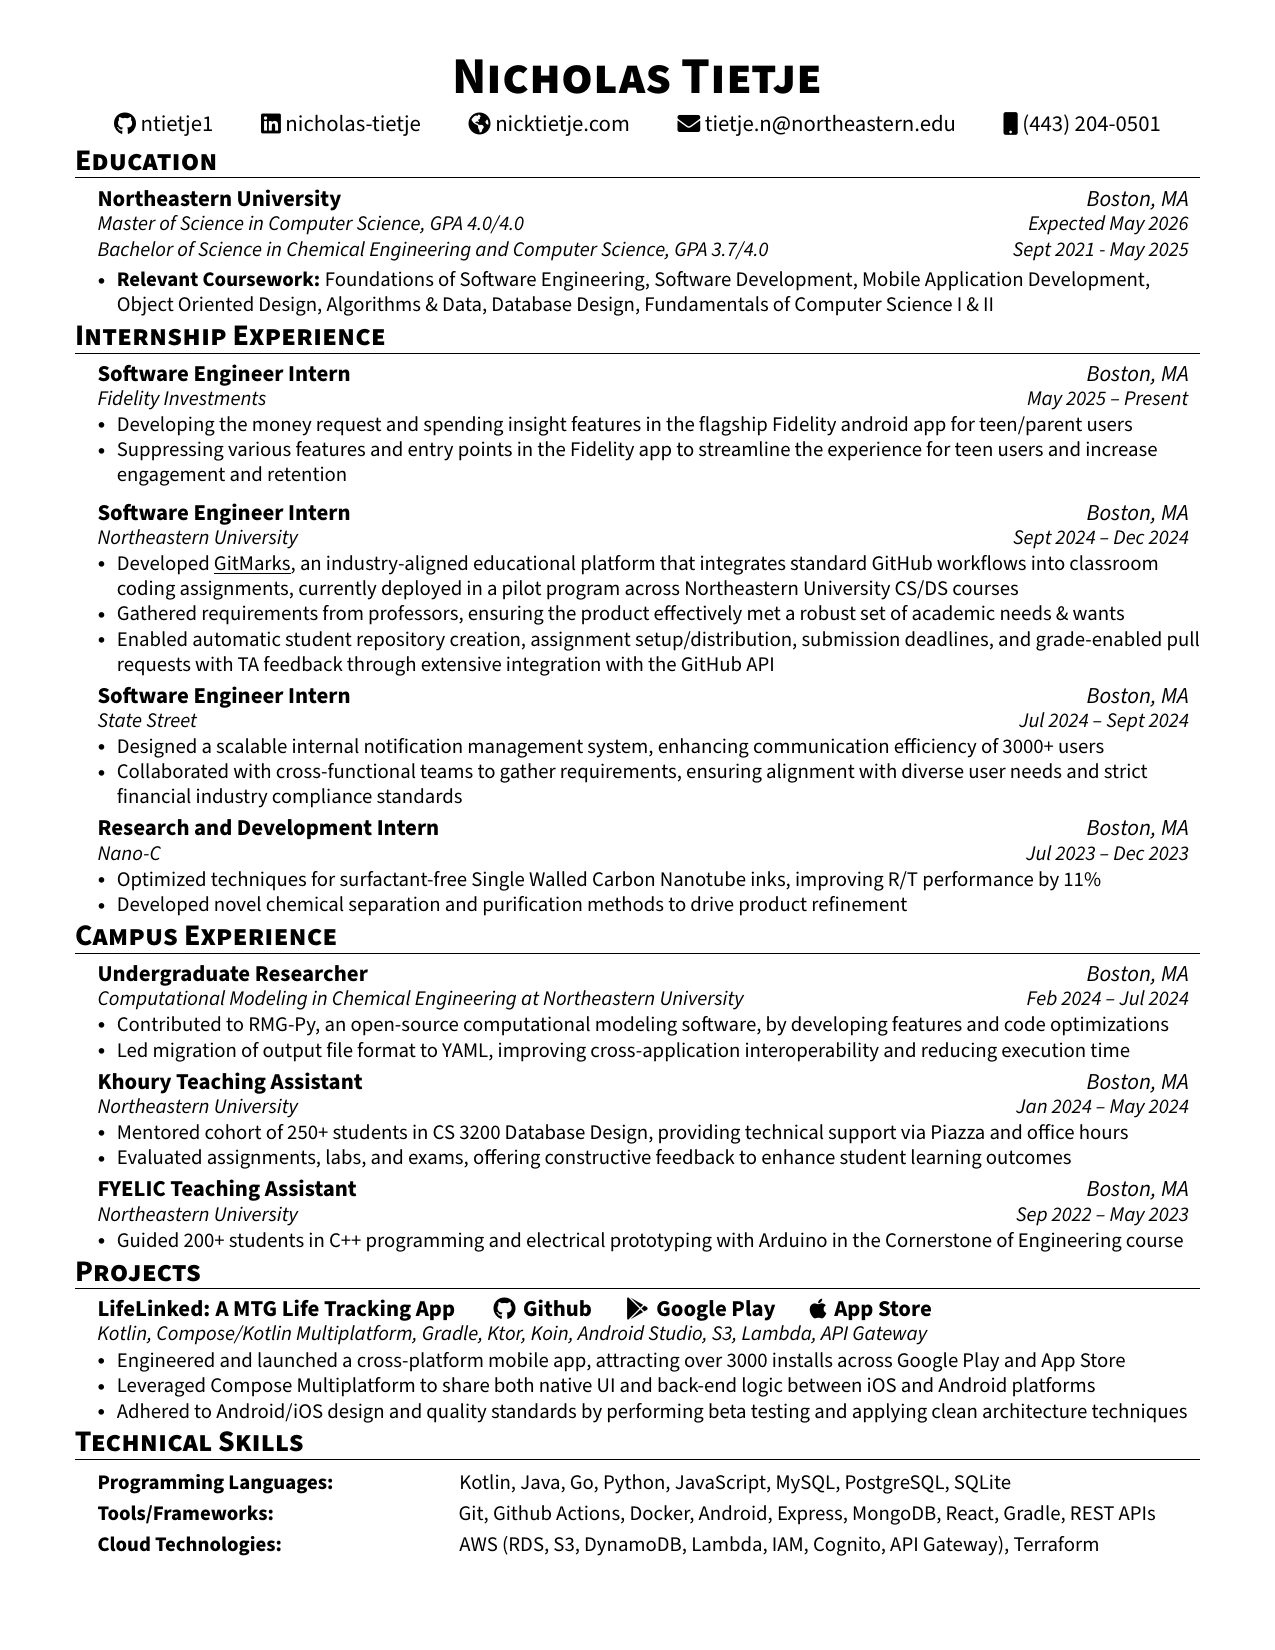 Nicholas Tietje
ntietje1 nicholas-tietje nicktietje.com tietje.n@northeastern.edu (443) 204-0501
Education
Northeastern University Boston, MA
Master of Science in Computer Science, GPA 4.0/4.0 Expected May 2026
Bachelor of Science in Chemical Engineering and Computer Science, GPA 3.7/4.0 Sept 2021 - May 2025
• Relevant Coursework: Foundations of Software Engineering, Software Development, Mobile Application Development,
Object Oriented Design, Algorithms & Data, Database Design, Fundamentals of Computer Science I & II
Internship Experience
Software Engineer Intern Boston, MA
Fidelity Investments May 2025 – Present
• Developing the money request and spending insight features in the flagship Fidelity android app for teen/parent users
• Suppressing various features and entry points in the Fidelity app to streamline the experience for teen users and increase
engagement and retention
Software Engineer Intern Boston, MA
Northeastern University Sept 2024 – Dec 2024
• Developed GitMarks, an industry-aligned educational platform that integrates standard GitHub workflows into classroom
coding assignments, currently deployed in a pilot program across Northeastern University CS/DS courses
• Gathered requirements from professors, ensuring the product effectively met a robust set of academic needs & wants
• Enabled automatic student repository creation, assignment setup/distribution, submission deadlines, and grade-enabled pull
requests with TA feedback through extensive integration with the GitHub API
Software Engineer Intern Boston, MA
State Street Jul 2024 – Sept 2024
• Designed a scalable internal notification management system, enhancing communication efficiency of 3000+ users
• Collaborated with cross-functional teams to gather requirements, ensuring alignment with diverse user needs and strict
financial industry compliance standards
Research and Development Intern Boston, MA
Nano-C Jul 2023 – Dec 2023
• Optimized techniques for surfactant-free Single Walled Carbon Nanotube inks, improving R/T performance by 11%
• Developed novel chemical separation and purification methods to drive product refinement
Campus Experience
Undergraduate Researcher Boston, MA
Computational Modeling in Chemical Engineering at Northeastern University Feb 2024 – Jul 2024
• Contributed to RMG-Py, an open-source computational modeling software, by developing features and code optimizations
• Led migration of output file format to YAML, improving cross-application interoperability and reducing execution time
Khoury Teaching Assistant Boston, MA
Northeastern University Jan 2024 – May 2024
• Mentored cohort of 250+ students in CS 3200 Database Design, providing technical support via Piazza and office hours
• Evaluated assignments, labs, and exams, offering constructive feedback to enhance student learning outcomes
FYELIC Teaching Assistant Boston, MA
Northeastern University Sep 2022 – May 2023
• Guided 200+ students in C++ programming and electrical prototyping with Arduino in the Cornerstone of Engineering course
Projects
LifeLinked: A MTG Life Tracking App Github Google Play App Store
Kotlin, Compose/Kotlin Multiplatform, Gradle, Ktor, Koin, Android Studio, S3, Lambda, API Gateway
• Engineered and launched a cross-platform mobile app, attracting over 3000 installs across Google Play and App Store
• Leveraged Compose Multiplatform to share both native UI and back-end logic between iOS and Android platforms
• Adhered to Android/iOS design and quality standards by performing beta testing and applying clean architecture techniques
Technical Skills
Programming Languages: Kotlin, Java, Go, Python, JavaScript, MySQL, PostgreSQL, SQLite
Tools/Frameworks: Git, Github Actions, Docker, Android, Express, MongoDB, React, Gradle, REST APIs
Cloud Technologies: AWS (RDS, S3, DynamoDB, Lambda, IAM, Cognito, API Gateway), Terraform